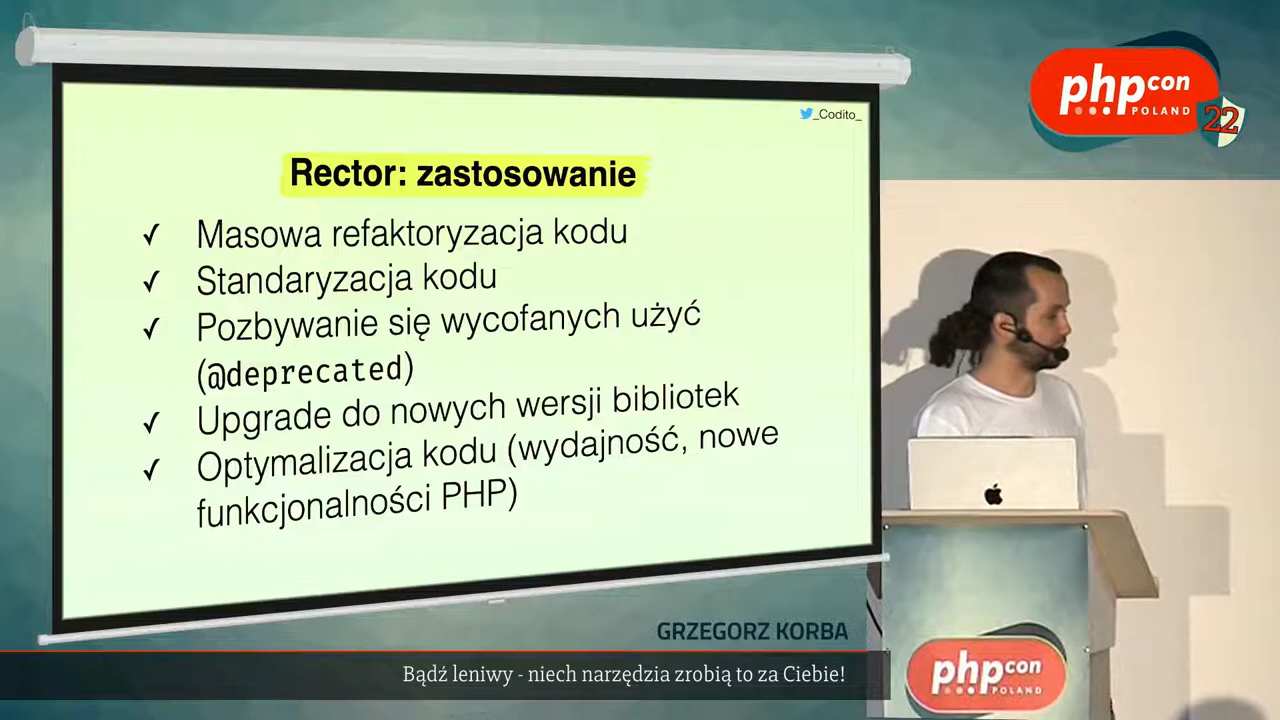 _Codito_
Rector: zastosowanie
✓ Masowa refaktoryzacja kodu
✓ Standaryzacja kodu
✓ Pozbywanie się wycofanych użyć
(@deprecated)
✓ Upgrade do nowych wersji bibliotek
✓ Optymalizacja kodu (wydajność, nowe
funkcjonalności PHP)
phpcon
POLAND
22
GRZEGORZ KORBA
Bądź leniwy - niech narzędzia zrobią to za Ciebie!
phpcon
POLAND